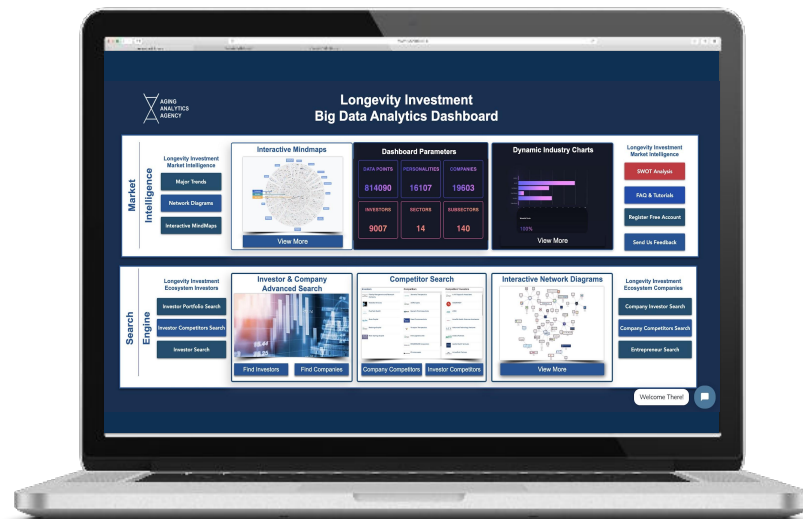 AGING
ANALYTICS
AGENCY
Longevity Investment
Big Data Analytics Dashboard
Market
Intelligence
Longevity Investment
Market Intelligence
Major Trends
Network Diagrams
Interactive MindMaps
Interactive Mindmaps
View More
Dashboard Parameters
DATA POINTS
814090
PERSONALITIES
16107
COMPANIES
19603
INVESTORS
9007
SECTORS
14
SUBSECTORS
140
Dynamic Industry Charts
100%
View More
Longevity Investment
Market Intelligence
SWOT Analysis
FAQ & Tutorials
Register Free Account
Send Us Feedback
Search
Engine
Longevity Investment
Ecosystem Investors
Investor Portfolio Search
Investor Competitors Search
Investor Search
Investor & Company
Advanced Search
Find Investors
Find Companies
Competitor Search
Company Competitors
Investor Competitors
Interactive Network Diagrams
View More
Longevity Investment
Ecosystem Companies
Company Investor Search
Company Competitors Search
Entrepreneur Search
Welcome There!